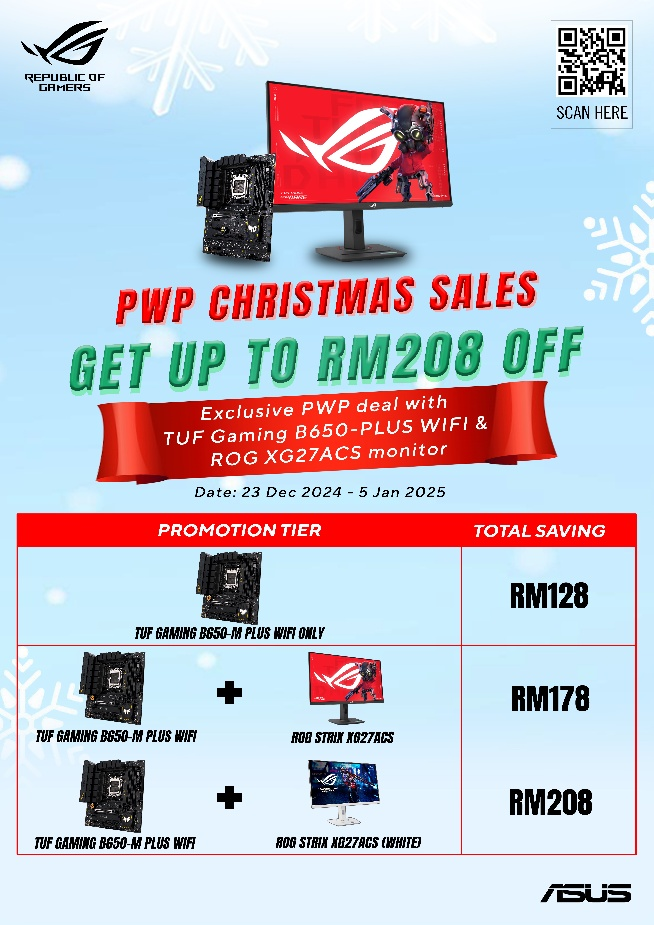 REPUBLIC OF
GAMERS
SCAN HERE
PWP CHRISTMAS SALES
GET UP TO RM208 OFF
Exclusive PWP deal with
TUF Gaming B650-PLUS WIFI &
ROG XG27ACS monitor
Date: 23 Dec 2024 - 5 Jan 2025
PROMOTION TIER
TOTAL SAVING
TUF GAMING B650-M PLUS WIFI ONLY
RM128
TUF GAMING B650-M PLUS WIFI
+
ROG STRIX XG27ACS
RM178
TUF GAMING B650-M PLUS WIFI
+
ROG STRIX XG27ACS (WHITE)
RM208
ASUS